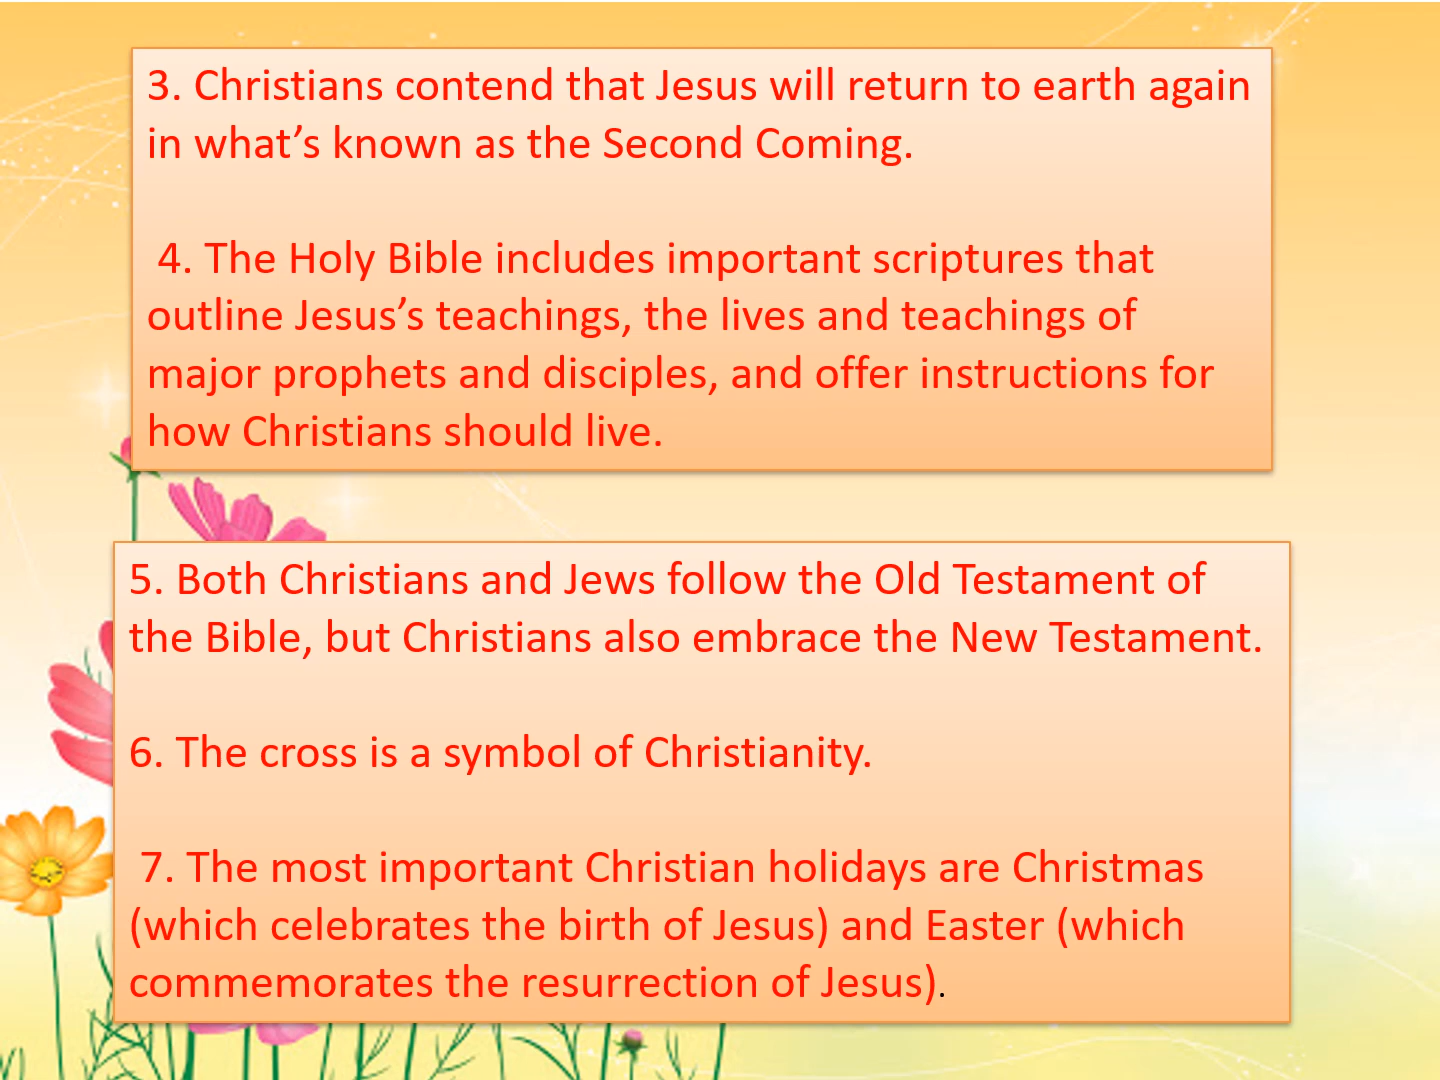 3. Christians contend that Jesus will return to earth again
in what’s known as the Second Coming.
4. The Holy Bible includes important scriptures that
outline Jesus’s teachings, the lives and teachings of
major prophets and disciples, and offer instructions for
how Christians should live.
5. Both Christians and Jews follow the Old Testament of
the Bible, but Christians also embrace the New Testament.
6. The cross is a symbol of Christianity.
7. The most important Christian holidays are Christmas
(which celebrates the birth of Jesus) and Easter (which
commemorates the resurrection of Jesus).